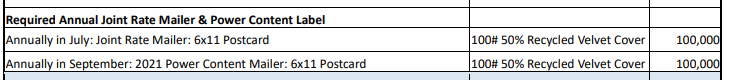 Required Annual Joint Rate Mailer & Power Content Label
Annually in July: Joint Rate Mailer: 6x11 Postcard 100# 50% Recycled Velvet Cover 100,000
Annually in September: 2021 Power Content Mailer: 6x11 Postcard 100# 50% Recycled Velvet Cover 100,000